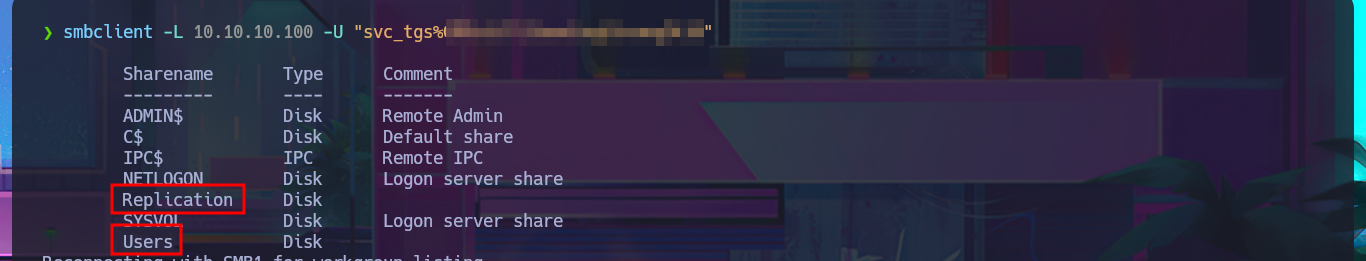 ❯ smbclient -L 10.10.10.100 -U "svc_tgs%"
Sharename Type Comment
--------- ---- -------
ADMIN$ Disk Remote Admin
C$ Disk Default share
IPC$ IPC Remote IPC
NETLOGON Disk Logon server share
Replication Disk
SYSVOL Disk Logon server share
Users Disk
Reconnecting with SMB1 for workgroup listing.